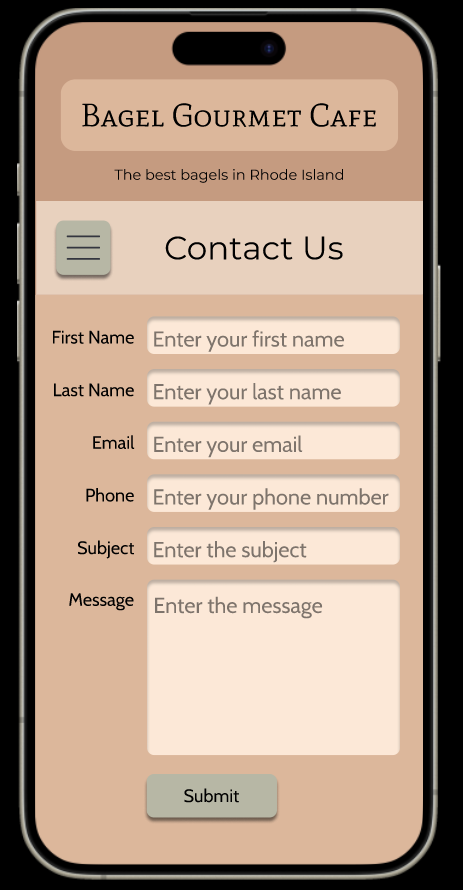 Bagel Gourmet Cafe
The best bagels in Rhode Island
Contact Us
First Name Enter your first name
Last Name Enter your last name
Email Enter your email
Phone Enter your phone number
Subject Enter the subject
Message Enter the message
Submit